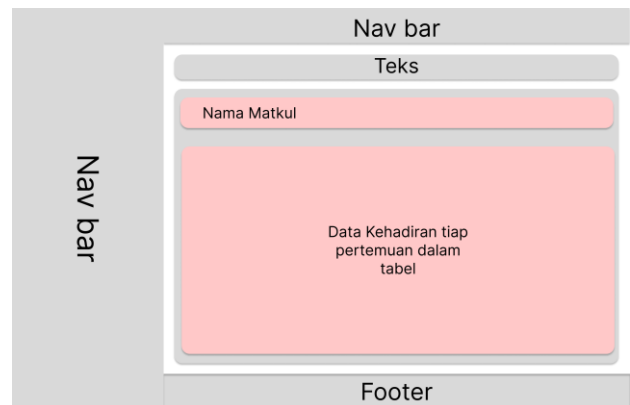 Nav bar
Nav bar
Teks
Nama Matkul
Data Kehadiran tiap
pertemuan dalam
tabel
Footer